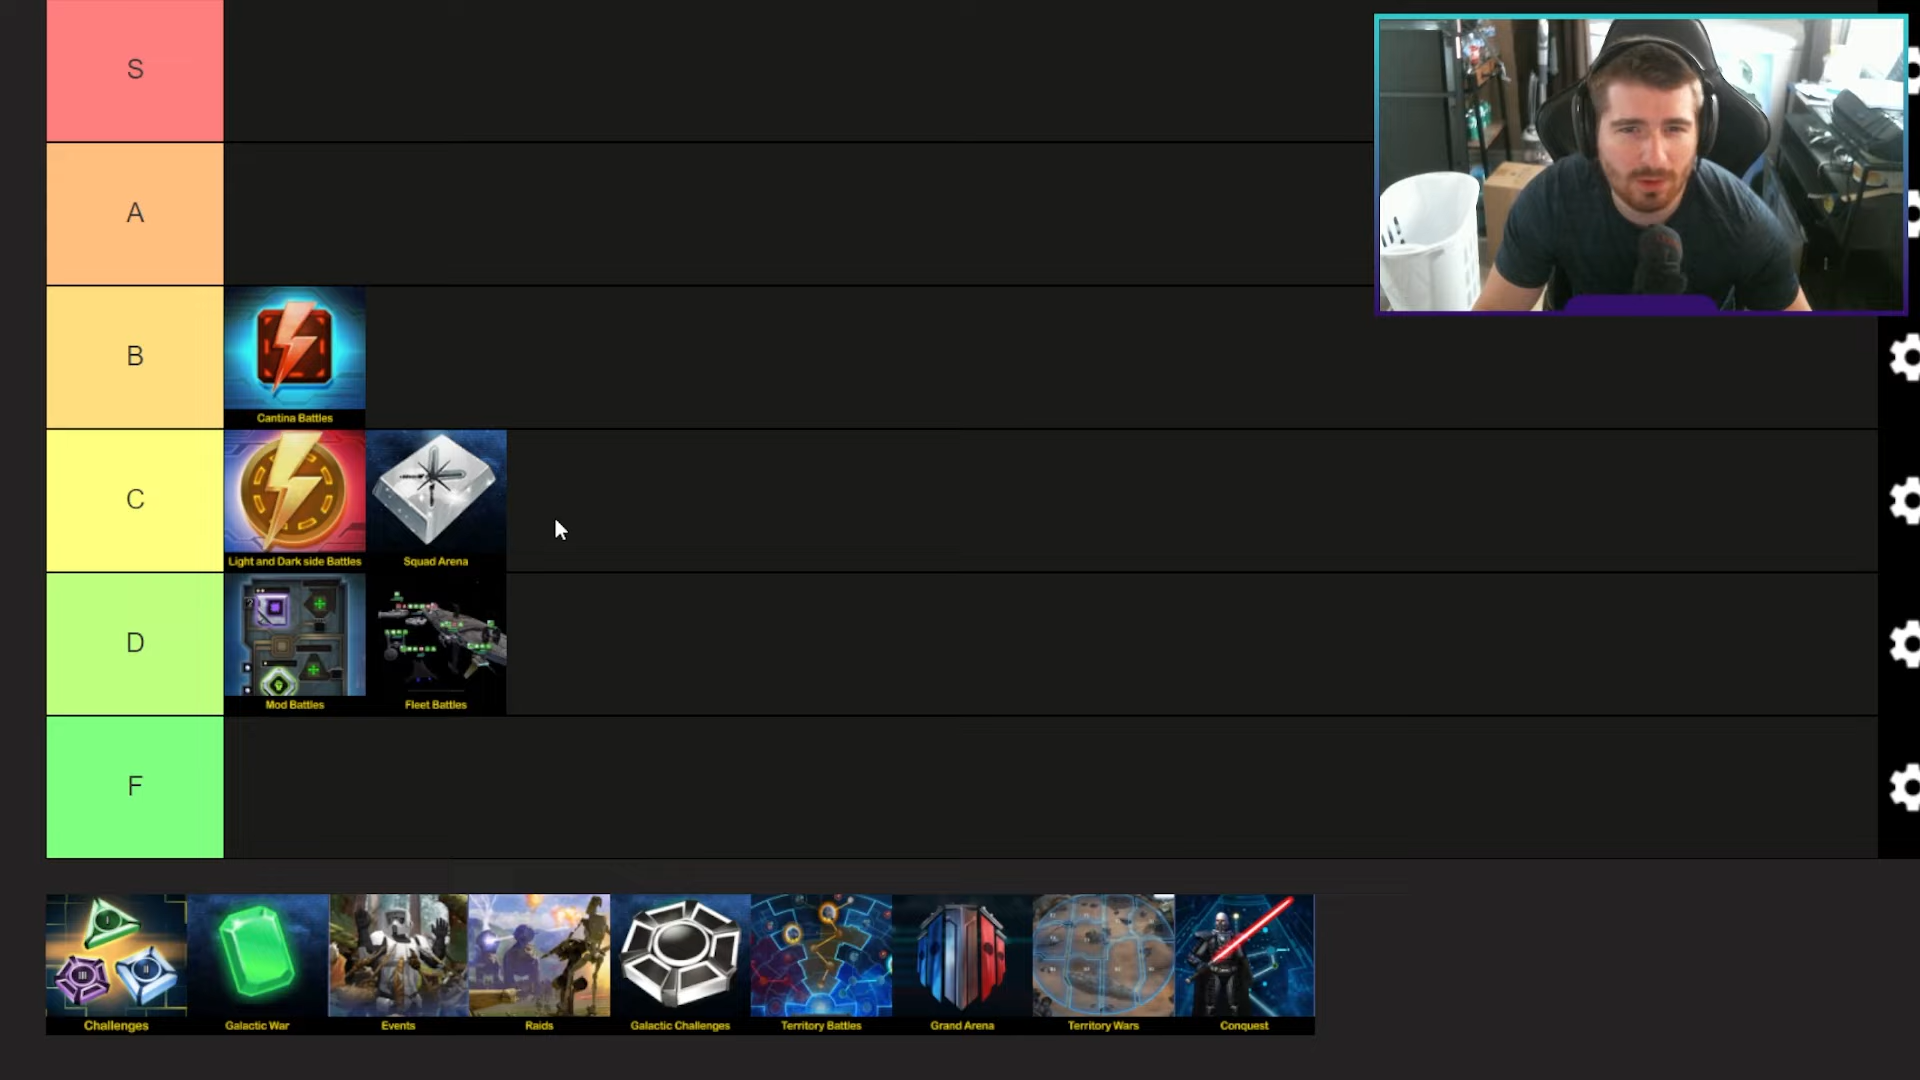 S
A
B
Cantina Battles
C
Light and Dark side Battles
Squad Arena
D
Mod Battles
Fleet Battles
F
Challenges
Galactic War
Events
Raids
Galactic Challenges
Territory Battles
Grand Arena
Territory Wars
Conquest